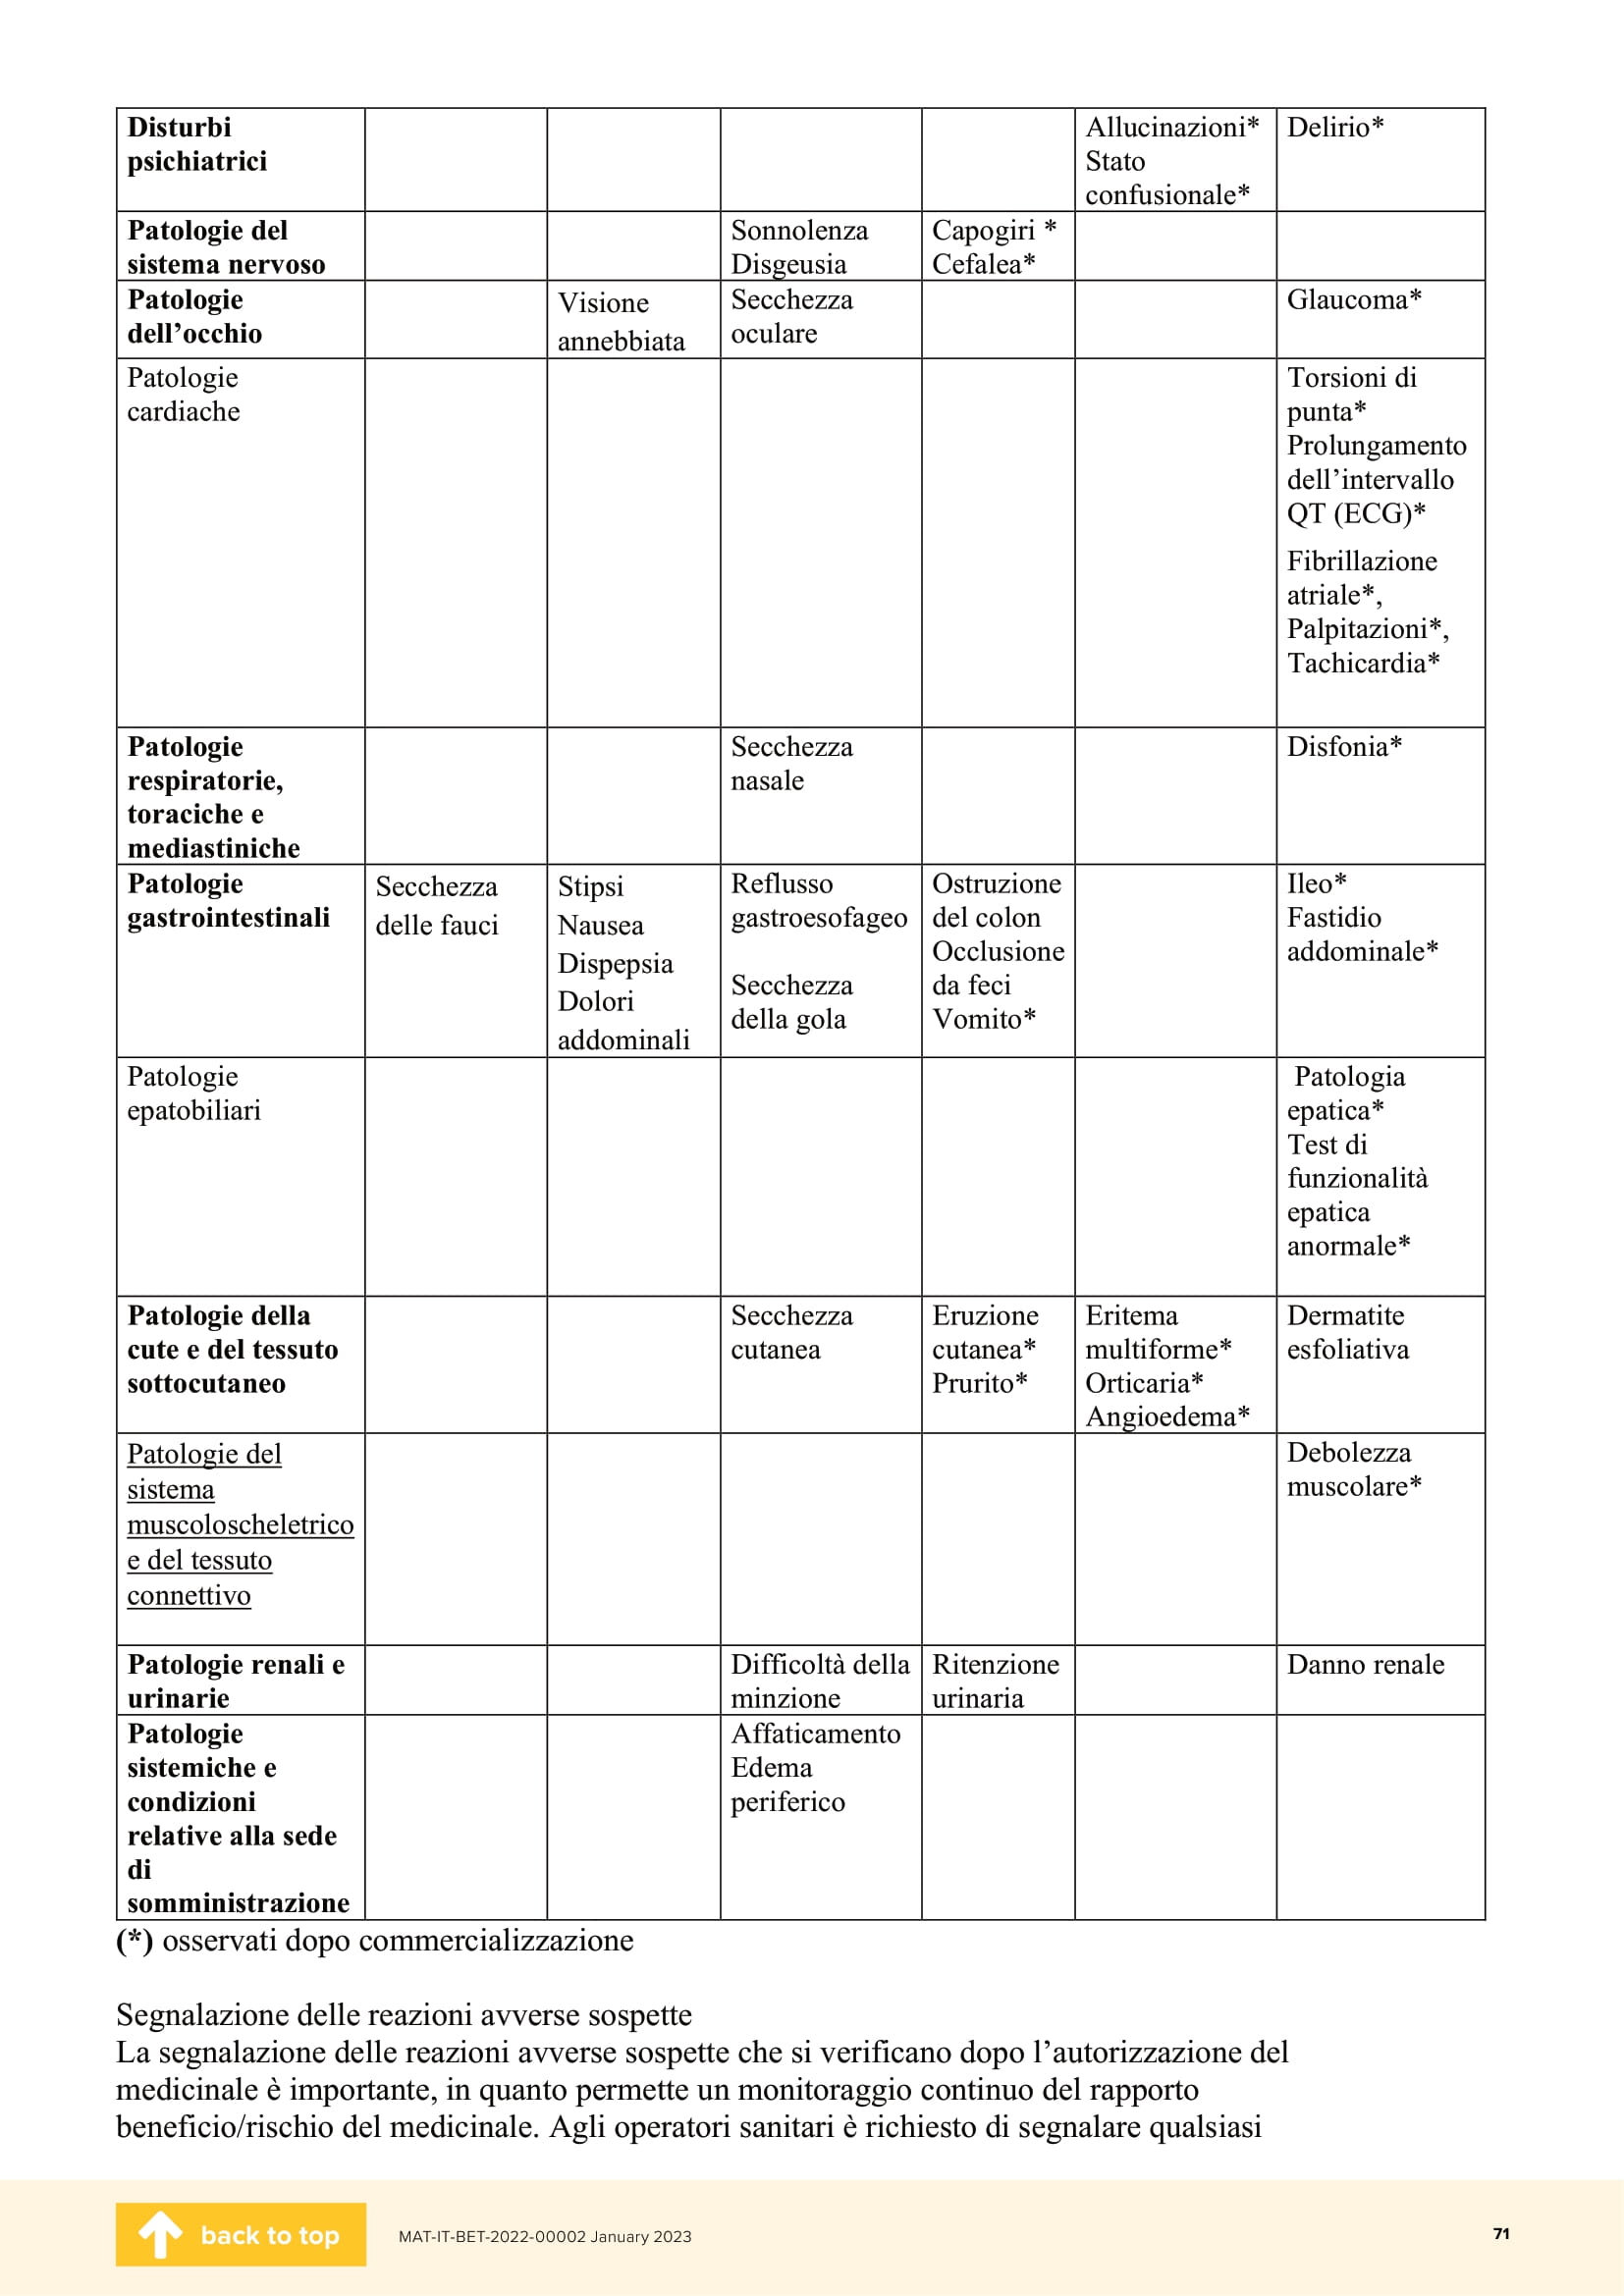 Disturbi
psichiatrici
Allucinazioni*
Stato
confusionale*
Delirio*
Patologie del
sistema nervoso
Sonnolenza
Disgeusia
Capogiri *
Cefalea*
Patologie
dell’occhio
Visione
annebbiata
Secchezza
oculare
Glaucoma*
Patologie
cardiache
Torsioni di
punta*
Prolungamento
dell’intervallo
QT (ECG)*
Fibrillazione
atriale*,
Palpitazioni*,
Tachicardia*
Patologie
respiratorie,
toraciche e
mediastiniche
Secchezza
nasale
Disfonia*
Patologie
gastrointestinali
Secchezza
delle fauci
Stipsi
Nausea
Dispepsia
Dolori
addominali
Reflusso
gastroesofageo
Secchezza
della gola
Ostruzione
del colon
Occlusione
da feci
Vomito*
Ileo*
Fastidio
addominale*
Patologie
epatobiliari
Patologia
epatica*
Test di
funzionalità
epatica
anormale*
Patologie della
cute e del tessuto
sottocutaneo
Secchezza
cutanea
Eruzione
cutanea*
Prurito*
Eritema
multiforme*
Orticaria*
Angioedema*
Dermatite
esfoliativa
Patologie del
sistema
muscoloscheletrico
e del tessuto
connettivo
Debolezza
muscolare*
Patologie renali e
urinarie
Difficoltà della
minzione
Ritenzione
urinaria
Danno renale
Patologie
sistemiche e
condizioni
relative alla sede
di
somministrazione
Affaticamento
Edema
periferico
(*) osservati dopo commercializzazione
Segnalazione delle reazioni avverse sospette
La segnalazione delle reazioni avverse sospette che si verificano dopo l’autorizzazione del
medicinale è importante, in quanto permette un monitoraggio continuo del rapporto
beneficio/rischio del medicinale. Agli operatori sanitari è richiesto di segnalare qualsiasi
back to top
MAT-IT-BET-2022-00002 January 2023
71